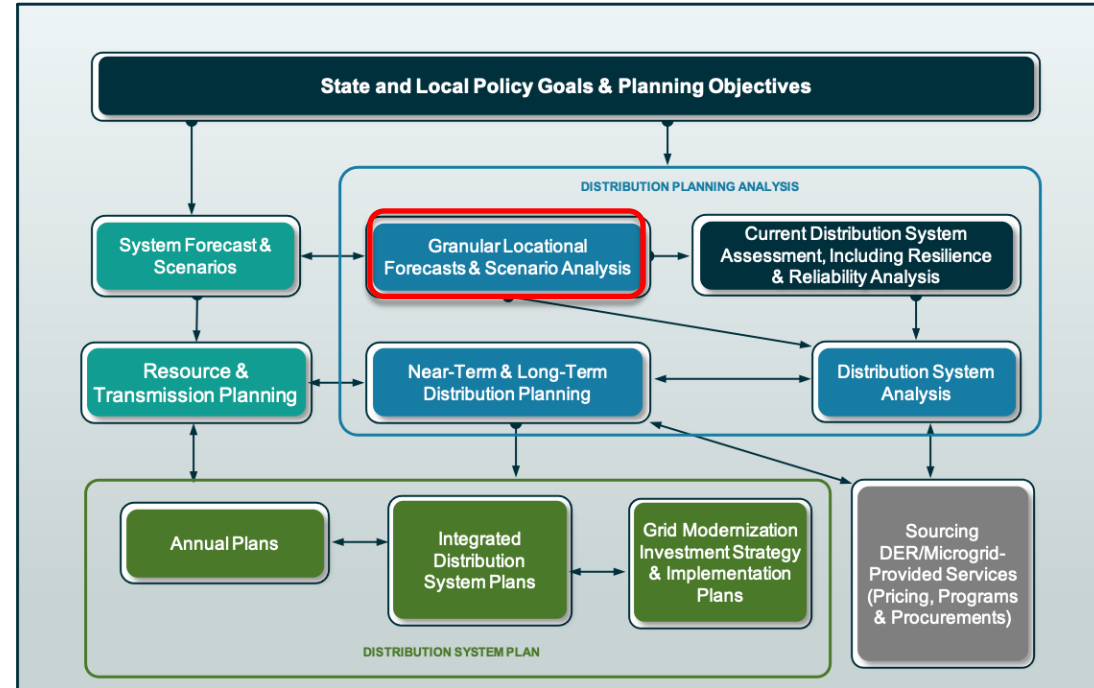 State and Local Policy Goals & Planning Objectives
DISTRIBUTION PLANNING ANALYSIS
System Forecast &
Scenarios
Granular Locational
Forecasts & Scenario Analysis
Current Distribution System
Assessment, Including Resilience
& Reliability Analysis
Resource &
Transmission Planning
Near-Term & Long-Term
Distribution Planning
Distribution System
Analysis
Annual Plans
Integrated
Distribution
System Plans
Grid Modernization
Investment Strategy
& Implementation
Plans
Sourcing
DER/Microgrid-
Provided Services
(Pricing, Programs
& Procurements)
DISTRIBUTION SYSTEM PLAN